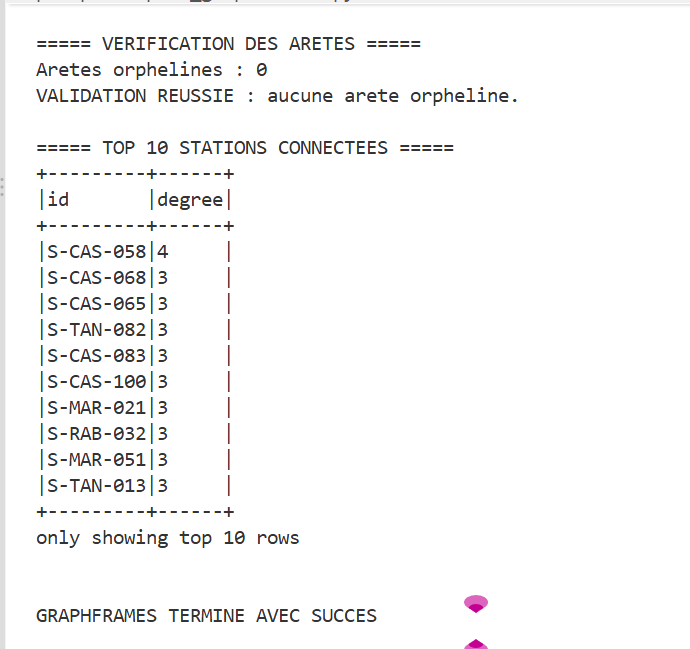 ===== VERIFICATION DES ARETES =====
Aretes orphelines : 0
VALIDATION REUSSIE : aucune arete orpheline.
===== TOP 10 STATIONS CONNECTEES =====
+---------+------+
|id       |degree|
+---------+------+
|S-CAS-058|4     |
|S-CAS-068|3     |
|S-CAS-065|3     |
|S-TAN-082|3     |
|S-CAS-083|3     |
|S-CAS-100|3     |
|S-MAR-021|3     |
|S-RAB-032|3     |
|S-MAR-051|3     |
|S-TAN-013|3     |
+---------+------+
only showing top 10 rows
GRAPHFRAMES TERMINE AVEC SUCCES